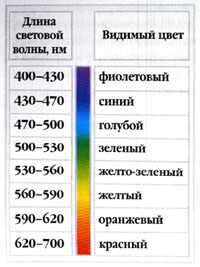 Длина
световой
волны, нм
Видимый цвет
400–430 фиолетовый
430–470 синий
470–500 голубой
500–530 зеленый
530–560 желто-зеленый
560–590 желтый
590–620 оранжевый
620–700 красный